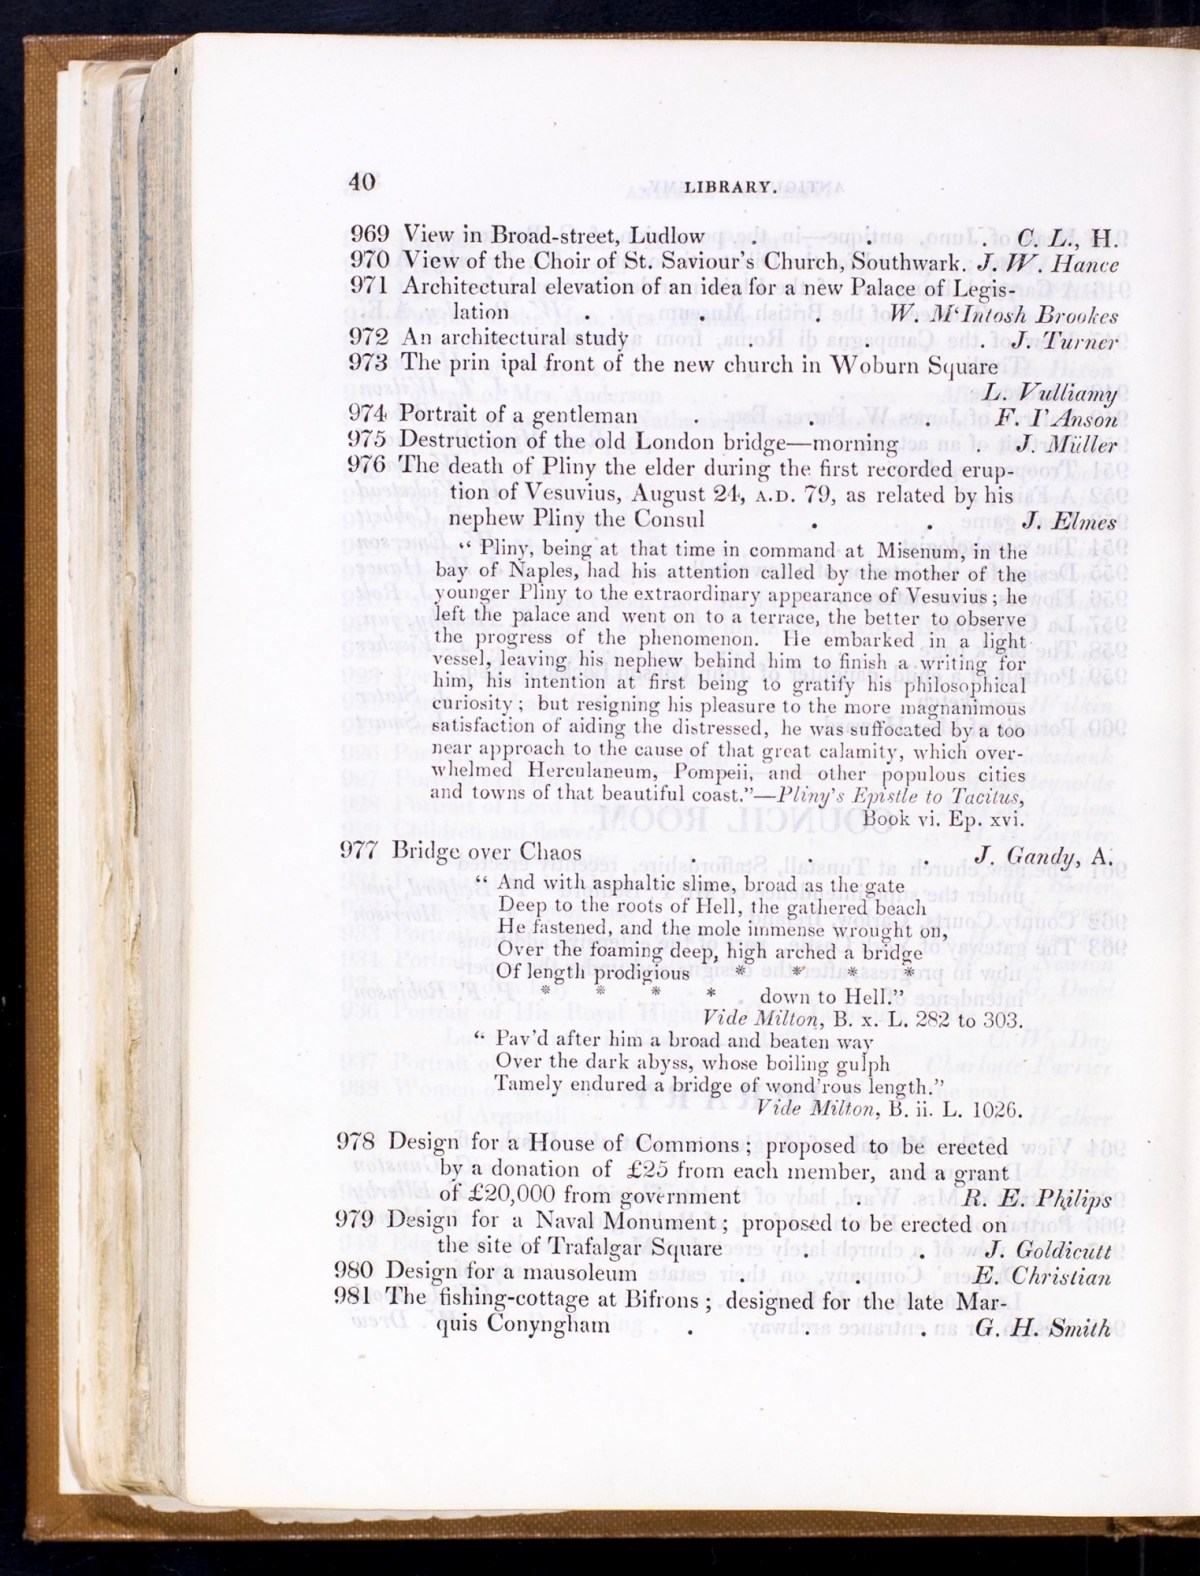 40
LIBRARY.
969 View in Broad-street, Ludlow . . . C. L., H.
970 View of the Choir of St. Saviour's Church, Southwark. J. W. Hance
971 Architectural elevation of an idea for a new Palace of Legis-
lation . . . W. M‘Intosh Brookes
972 An architectural study . . . J. Turner
973 The prin ipal front of the new church in Woburn Square
L. Vulliamy
974 Portrait of a gentleman . . . F. I'Anson
975 Destruction of the old London bridge—morning . J. Müller
976 The death of Pliny the elder during the first recorded erup-
tion of Vesuvius, August 24, A.D. 79, as related by his
nephew Pliny the Consul . . J. Elmes
“ Pliny, being at that time in command at Misenum, in the
bay of Naples, had his attention called by the mother of the
younger Pliny to the extraordinary appearance of Vesuvius ; he
left the palace and went on to a terrace, the better to observe
the progress of the phenomenon. He embarked in a light
vessel, leaving his nephew behind him to finish a writing for
him, his intention at first being to gratify his philosophical
curiosity ; but resigning his pleasure to the more magnanimous
satisfaction of aiding the distressed, he was suffocated by a too
near approach to the cause of that great calamity, which over-
whelmed Herculaneum, Pompeii, and other populous cities
and towns of that beautiful coast.”—Pliny's Epistle to Tacitus,
Book vi. Ep. xvi.
977 Bridge over Chaos . . . J. Gandy, A.
“ And with asphaltic slime, broad as the gate
Deep to the roots of Hell, the gathered beach
He fastened, and the mole immense wrought on,
Over the foaming deep, high arched a bridge
Of length prodigious * * * *
* * * * down to Hell.”
Vide Milton, B. x. L. 282 to 303.
“ Pav'd after him a broad and beaten way
Over the dark abyss, whose boiling gulph
Tamely endured a bridge of wond'rous length.”
Vide Milton, B. ii. L. 1026.
978 Design for a House of Commons ; proposed to be erected
by a donation of £25 from each member, and a grant
of £20,000 from government . R. E. Philips
979 Design for a Naval Monument ; proposed to be erected on
the site of Trafalgar Square . . J. Goldicutt
980 Design for a mausoleum . . E. Christian
981 The fishing-cottage at Bifrons ; designed for the late Mar-
quis Conyngham . . . G. H. Smith